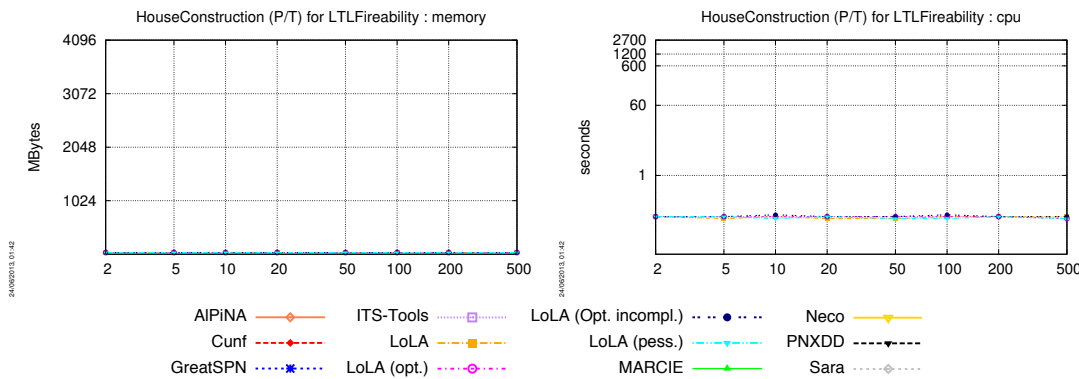 HouseConstruction (P/T) for LTLFireability : memory
4096
3072
2048
1024
MBytes
2 5 10 20 50 100 200 500
24/06/2013, 01:42
HouseConstruction (P/T) for LTLFireability : cpu
2700
1200
600
60
1
seconds
2 5 10 20 50 100 200 500
24/06/2013, 01:42
AlPiNA ITS-Tools LoLA (Opt. incompl.) Neco
Cunf LoLA LoLA (pess.) PNXDD
GreatSPN LoLA (opt.) MARCIE Sara